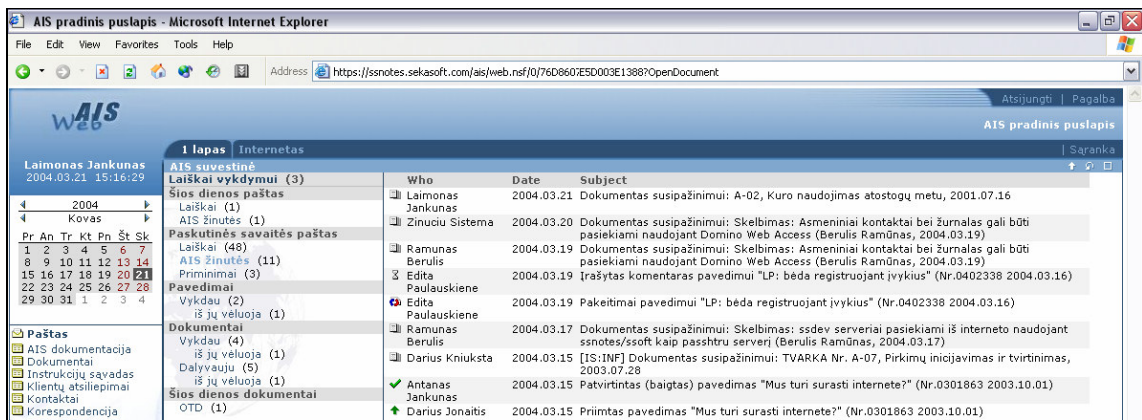 AIS pradinis puslapis - Microsoft Internet Explorer
File Edit View Favorites Tools Help
Address https://ssnotes.sekasoft.com/ais/web.nsf/0/76D8607E5D003E1388?OpenDocument
Atsijungti | Pagalba
Web AIS
AIS pradinis puslapis
1 lapas Internetas | Sąranka
Laimonas Jankunas
2004.03.21 15:16:29
2004
Kovas
Pr An Tr Kt Pn Št Sk
1 2 3 4 5 6 7
8 9 10 11 12 13 14
15 16 17 18 19 20 21
22 23 24 25 26 27 28
29 30 31 1 2 3 4
Paštas
AIS dokumentacija
Dokumentai
Instrukcijų sąvadas
Klientų atsiliepimai
Kontaktai
Korespondencija
AIS suvestinė
Laiškai vykdymui (3)
Šios dienos paštas
Laiškai (1)
AIS žinutės (1)
Paskutinės savaitės paštas
Laiškai (48)
AIS žinutės (11)
Priminimai (3)
Pavedimai
Vykdau (2)
iš jų vėluoja (1)
Dokumentai
Vykdau (4)
iš jų vėluoja (1)
Dalyvauju (5)
iš jų vėluoja (1)
Šios dienos dokumentai
OTD (1)
Who Date Subject
Laimonas 2004.03.21 Dokumentas susipažinimui: A-02, Kuro naudojimas atostogų metu, 2001.07.16
Jankunas
Zinuciu Sistema 2004.03.20 Dokumentas susipažinimui: Skelbimas: Asmeniniai kontaktai bei žurnalas gali būti
pasiekiami naudojant Domino Web Access (Berulis Ramūnas, 2004.03.19)
Ramunas 2004.03.19 Dokumentas susipažinimui: Skelbimas: Asmeniniai kontaktai bei žurnalas gali būti
Berulis pasiekiami naudojant Domino Web Access (Berulis Ramūnas, 2004.03.19)
Edita 2004.03.19 Įrašytas komentaras pavedimui "LP: bėda registruojant įvykius" (Nr.0402338 2004.03.16)
Paulauskiene
Edita 2004.03.19 Pakeitimai pavedimui "LP: bėda registruojant įvykius" (Nr.0402338 2004.03.16)
Paulauskiene
Ramunas 2004.03.17 Dokumentas susipažinimui: Skelbimas: ssdev serveriai pasiekiami iš interneto naudojant
Berulis ssnotes/ssoft kaip passhtru serverį (Berulis Ramūnas, 2004.03.17)
Darius Kniuksta 2004.03.15 [IS:INF] Dokumentas susipažinimui: TVARKA Nr. A-07, Pirkimų inicijavimas ir tvirtinimas,
2003.07.28
Antanas 2004.03.15 Patvirtintas (baigtas) pavedimas "Mus turi surasti internete?" (Nr.0301863 2003.10.01)
Jankunas
Darius Jonaitis 2004.03.15 Priimtas pavedimas "Mus turi surasti internete?" (Nr.0301863 2003.10.01)